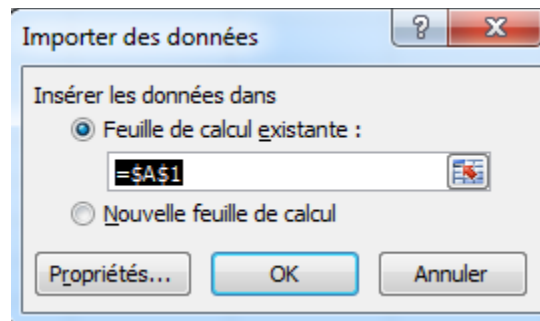 Importer des données
Insérer les données dans
Feuille de calcul existante :
=$A$1
Nouvelle feuille de calcul
Propriétés... OK Annuler